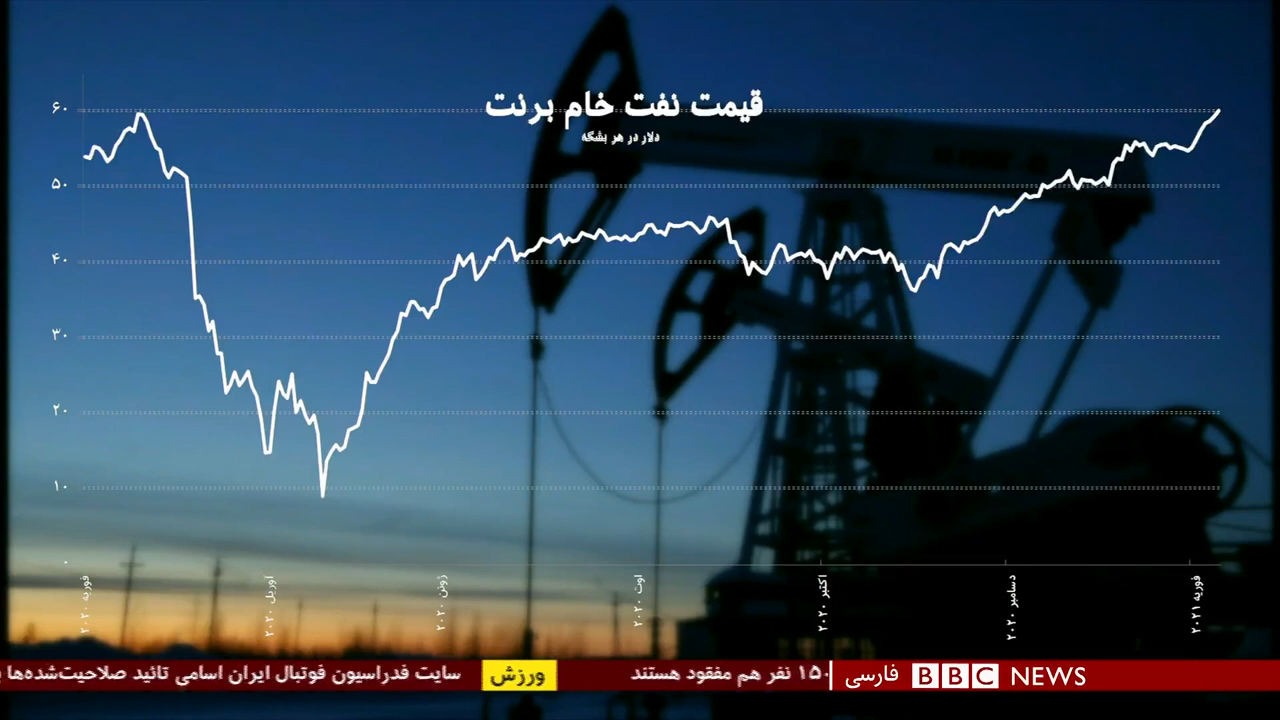 قیمت نفت خام برنت
دلار در هر بشکه
۶۰
۵۰
۴۰
۳۰
۲۰
۱۰
۰
فوریه ۲۰۲۰
آوریل ۲۰۲۰
ژوئن ۲۰۲۰
اوت ۲۰۲۰
اکتبر ۲۰۲۰
دسامبر ۲۰۲۰
فوریه ۲۰۲۱
BBC NEWS فارسی
۱۵۰ نفر هم مفقود هستند
ورزش
سایت فدراسیون فوتبال ایران اسامی تائید صلاحیت‌شده‌ها